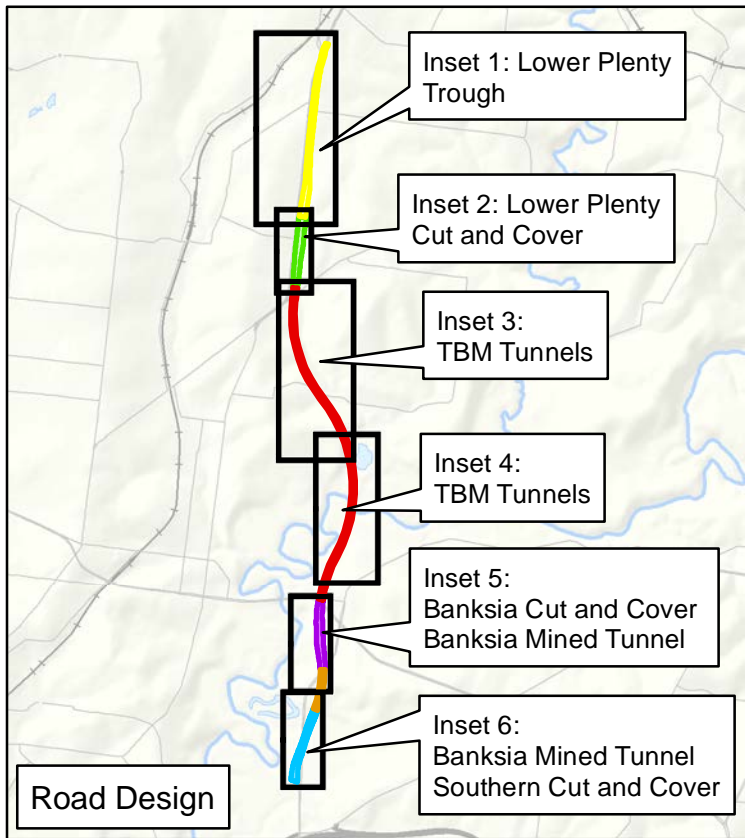 Inset 1: Lower Plenty
Trough
Inset 2: Lower Plenty
Cut and Cover
Inset 3:
TBM Tunnels
Inset 4:
TBM Tunnels
Inset 5:
Banksia Cut and Cover
Banksia Mined Tunnel
Inset 6:
Banksia Mined Tunnel
Southern Cut and Cover
Road Design